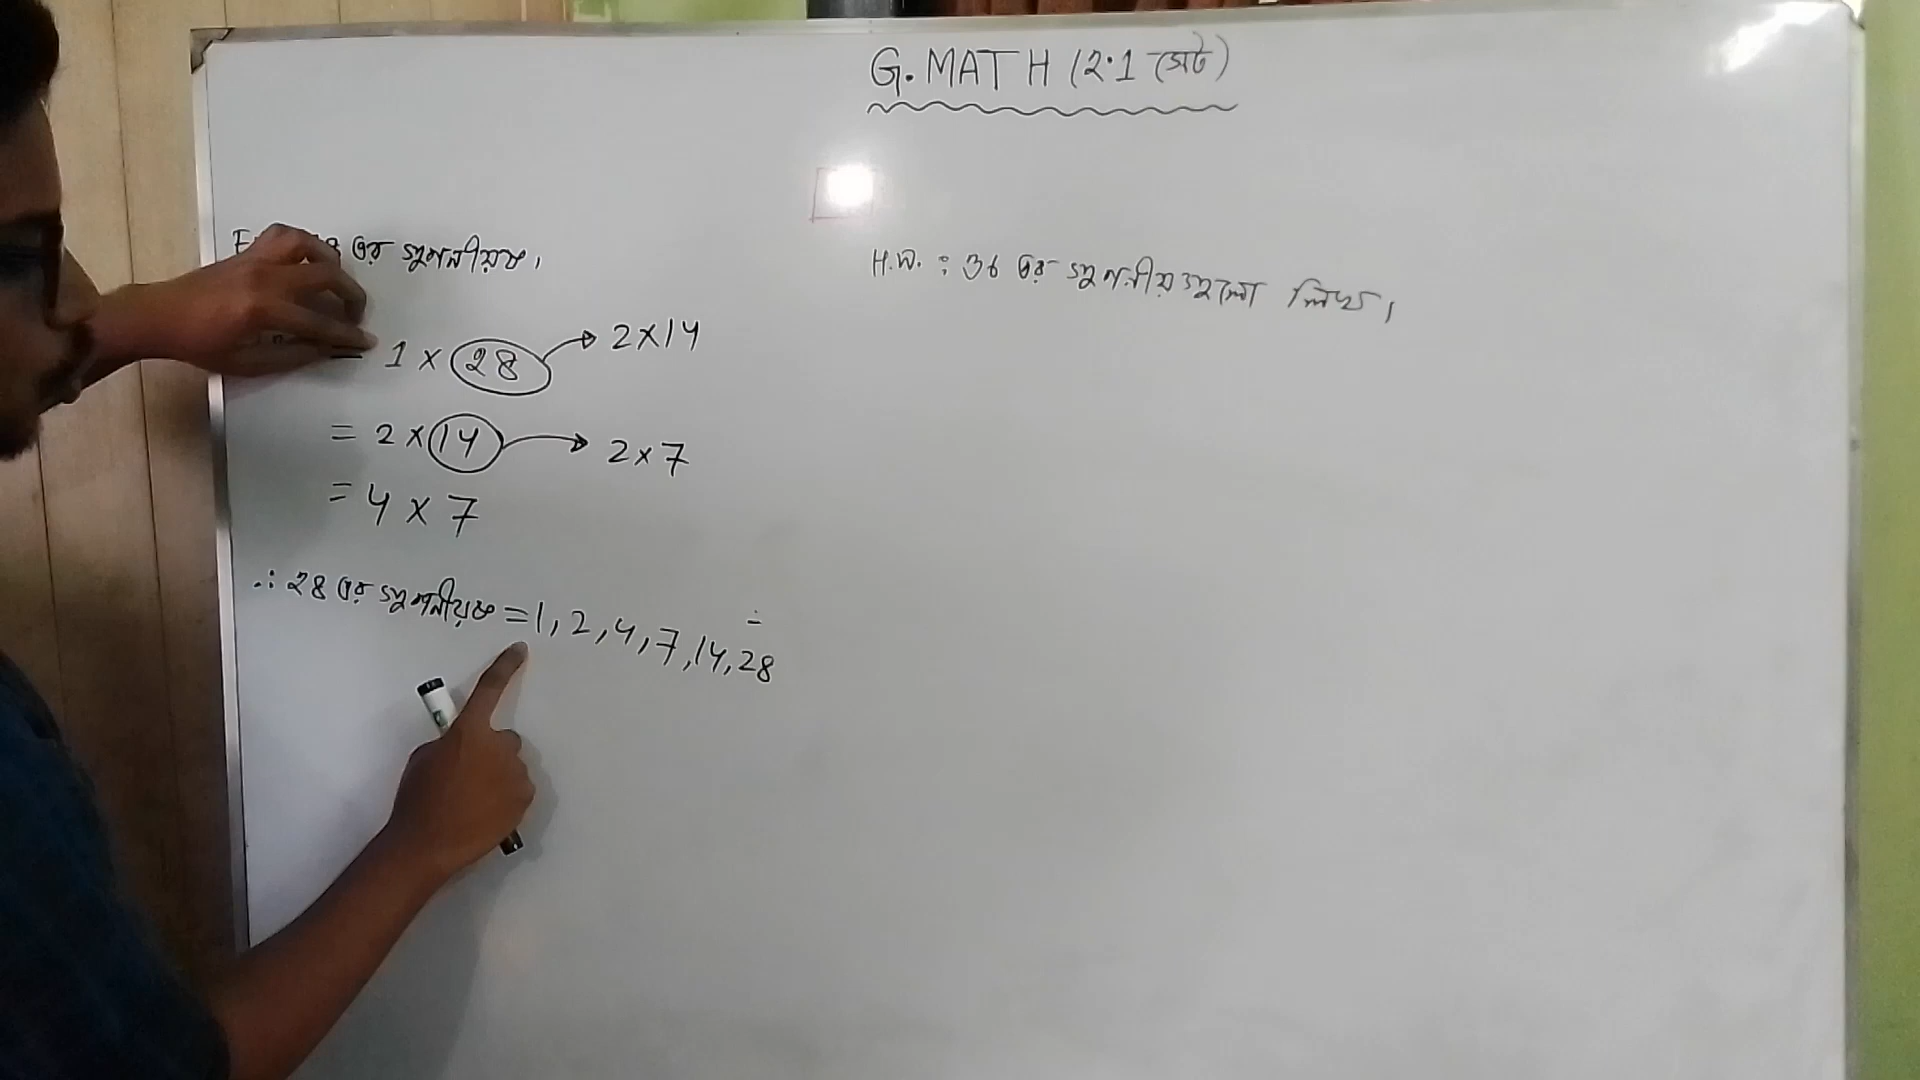 G. MATH (2.1 সেট)
এর গুণনীয়ক।
= 1 × 28 → 2×14
= 2 × 14 → 2×7
= 4 × 7
∴ 28 এর গুণনীয়ক = 1, 2, 4, 7, 14, 28
H.W. : 36 এর গুণনীয়গুলো লিখ।